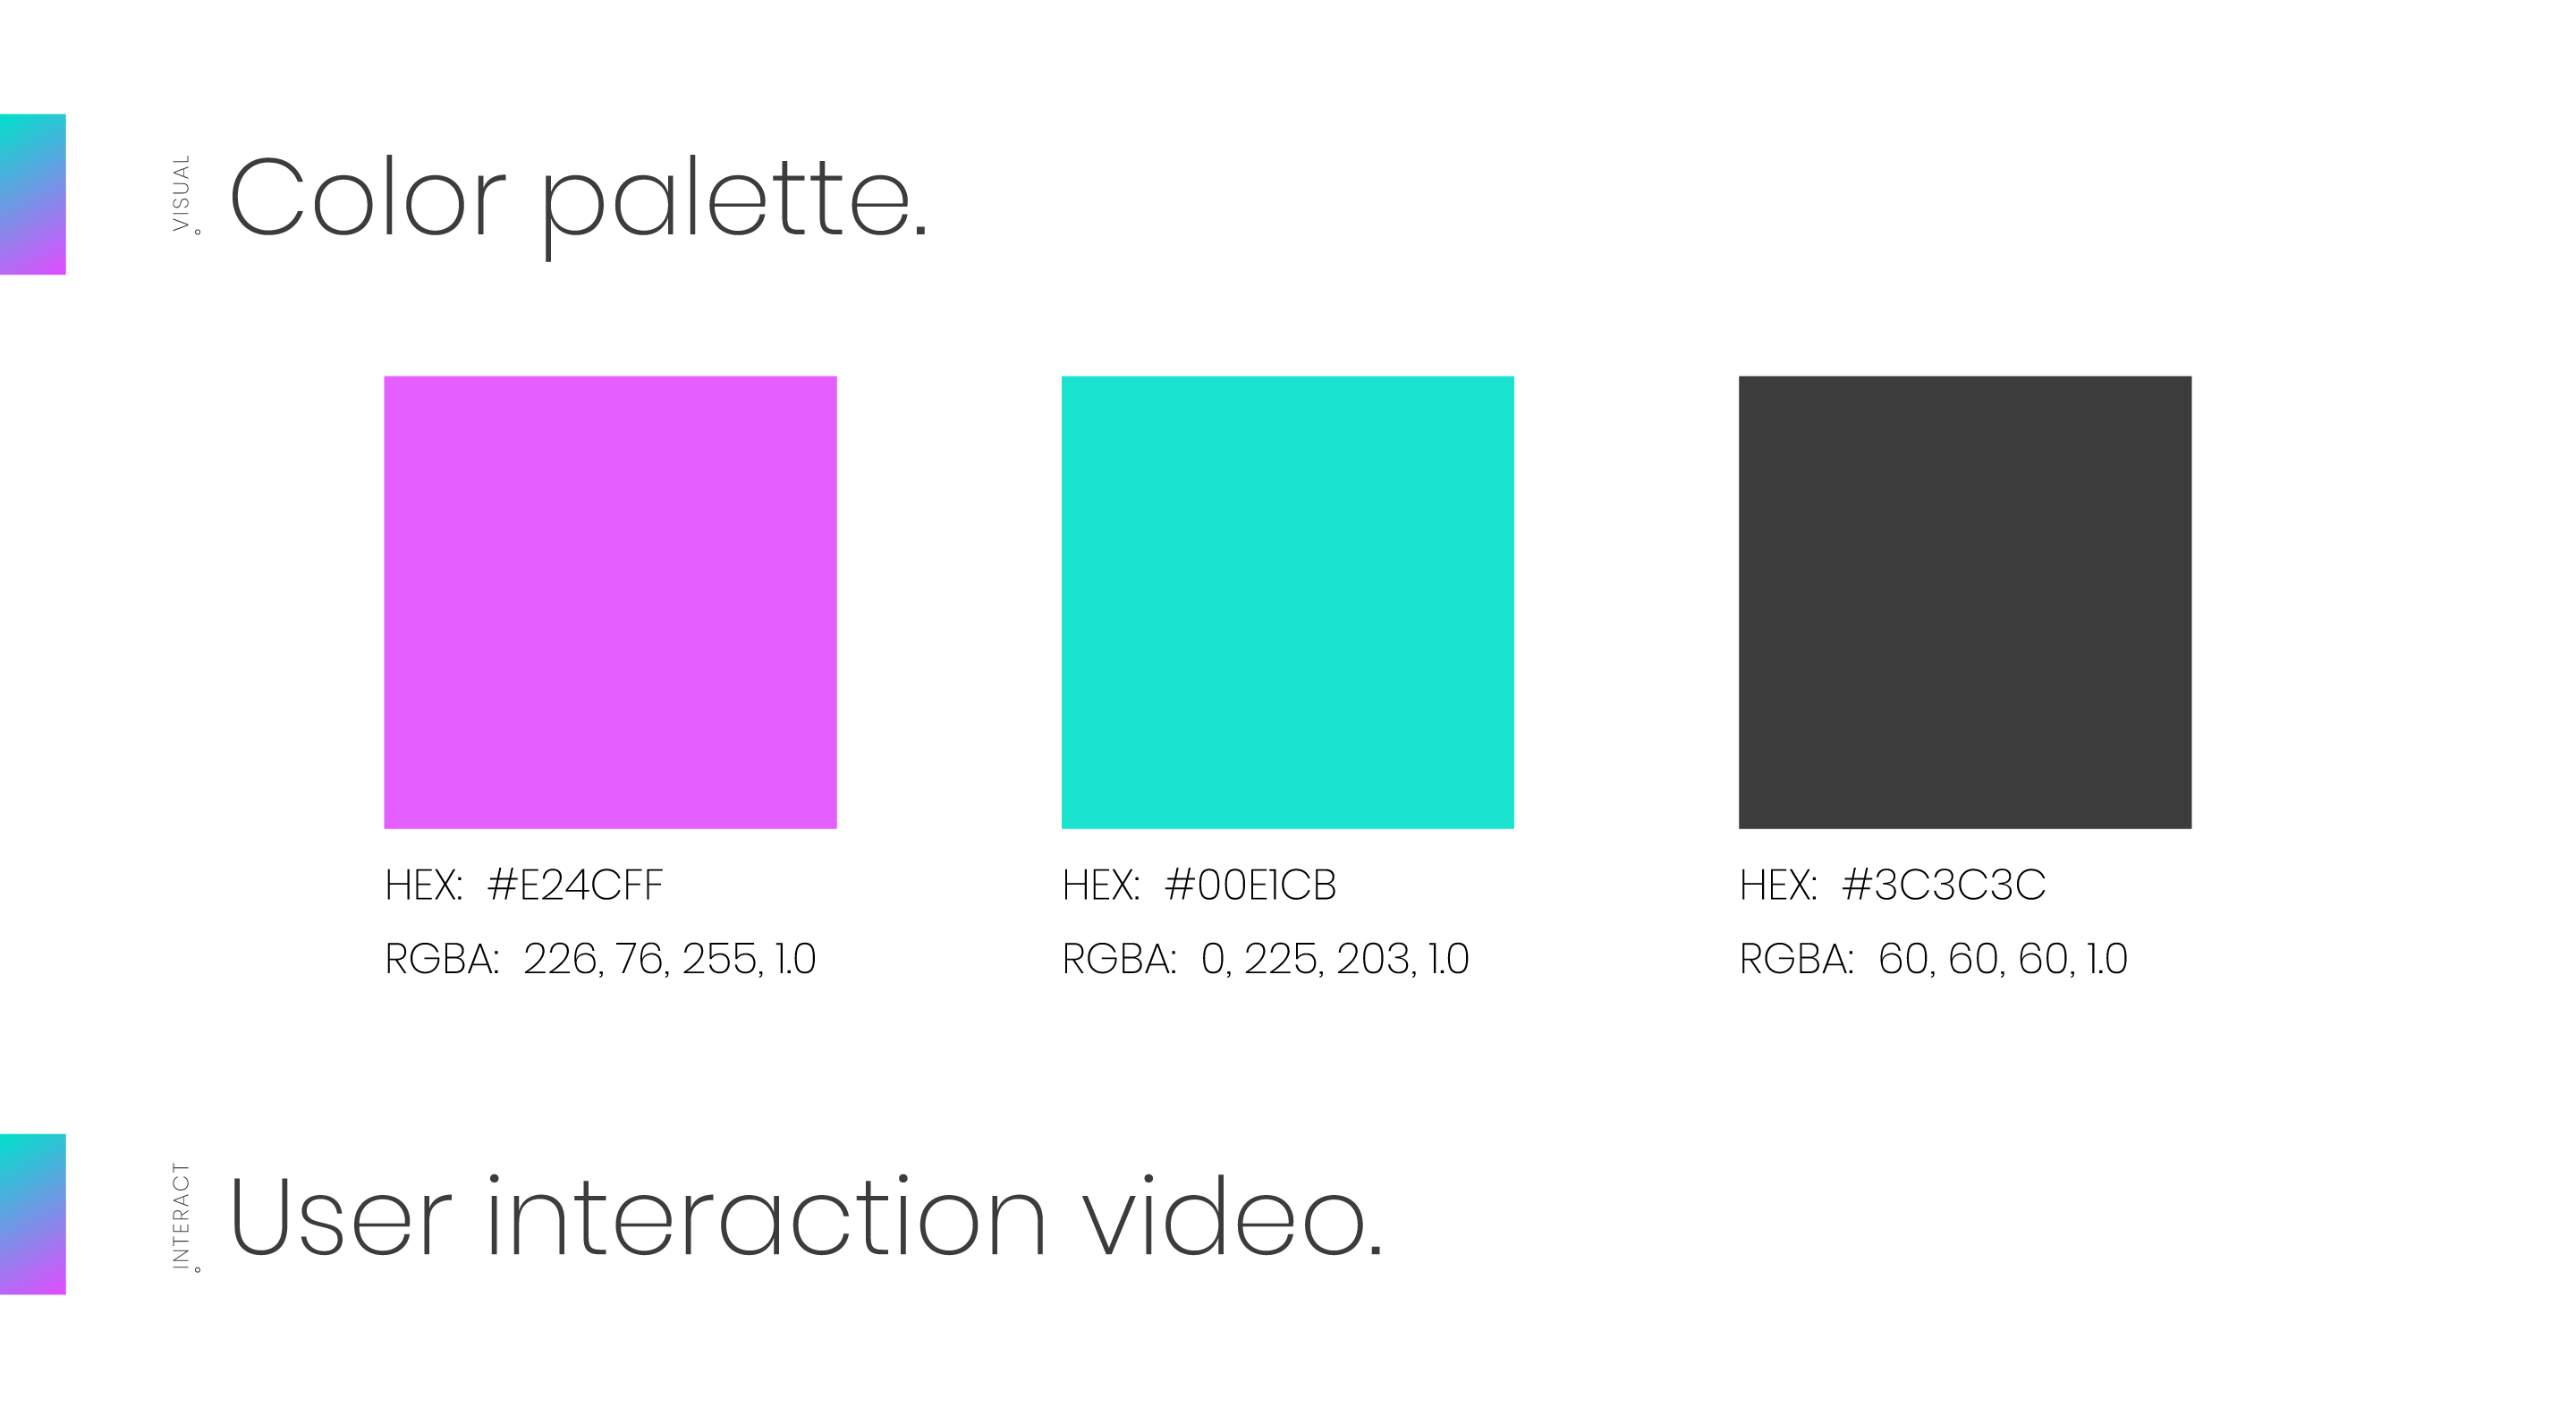 VISUAL
Color palette.
HEX: #E24CFF
RGBA: 226, 76, 255, 1.0
HEX: #00E1CB
RGBA: 0, 225, 203, 1.0
HEX: #3C3C3C
RGBA: 60, 60, 60, 1.0
INTERACT
User interaction video.